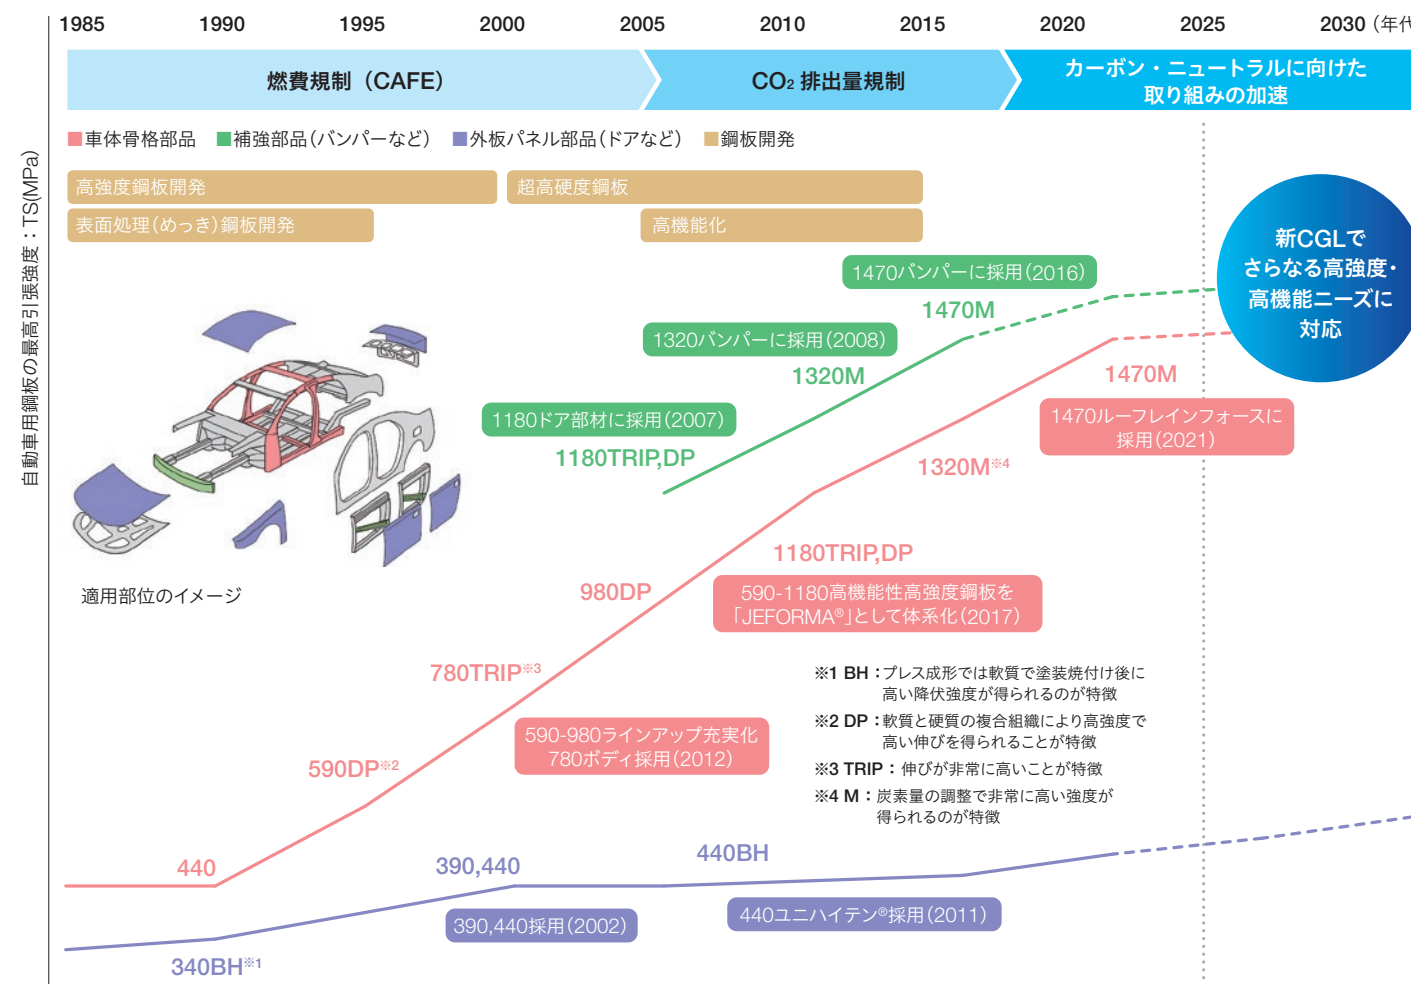 1985 1990 1995 2000 2005 2010 2015 2020 2025 2030(年代
燃費規制（CAFE）
CO₂ 排出量規制
カーボン・ニュートラルに向けた
取り組みの加速
自動車用鋼板の最高引張強度：TS(MPa)
車体骨格部品 補強部品（バンパーなど） 外板パネル部品（ドアなど） 鋼板開発
高強度鋼板開発
超高硬度鋼板
表面処理（めっき）鋼板開発
高機能化
新CGLで
さらなる高強度・
高機能ニーズに
対応
1470バンパーに採用（2016）
1470M
1320バンパーに採用（2008）
1320M
1470M
1180ドア部材に採用（2007）
1470ルーフレインフォースに
採用（2021）
1180TRIP,DP
1320M※4
1180TRIP,DP
適用部位のイメージ
980DP
590-1180高機能性高強度鋼板を
「JEFORMA®」として体系化（2017）
780TRIP※3
※1 BH：プレス成形では軟質で塗装焼付け後に
高い降伏強度が得られるのが特徴
※2 DP：軟質と硬質の複合組織により高強度で
高い伸びを得られることが特徴
※3 TRIP：伸びが非常に高いことが特徴
※4 M：炭素量の調整で非常に高い強度が
得られるのが特徴
590-980ラインアップ充実化
780ボディ採用（2012）
590DP※2
440
390,440
440BH
390,440採用（2002）
440ユニハイテン®採用（2011）
340BH※1